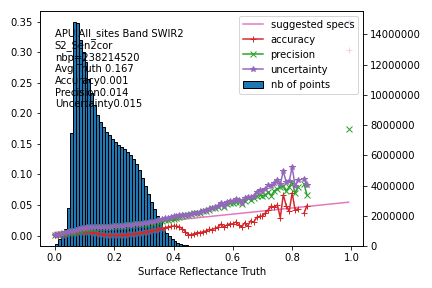 APU All_sites Band SWIR2
S2_Sen2cor
nbp=238214520
Avg Truth 0.167
Accuracy0.001
Precision0.014
Uncertainty0.015
suggested specs
accuracy
precision
uncertainty
nb of points
0.35
0.30
0.25
0.20
0.15
0.10
0.05
0.00
14000000
12000000
10000000
8000000
6000000
4000000
2000000
0
0.0 0.2 0.4 0.6 0.8 1.0
Surface Reflectance Truth